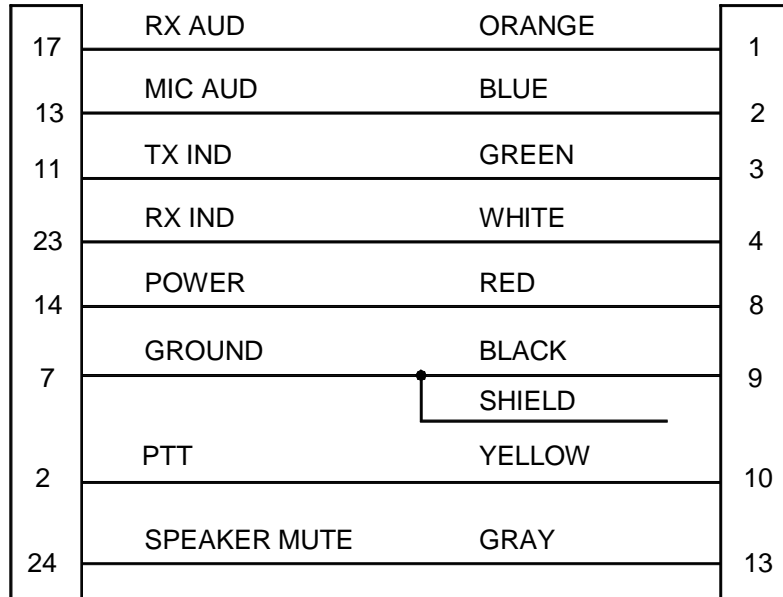 RX AUD ORANGE
17 1
MIC AUD BLUE
13 2
TX IND GREEN
11 3
RX IND WHITE
23 4
POWER RED
14 8
GROUND BLACK
7 9
SHIELD
PTT YELLOW
2 10
SPEAKER MUTE GRAY
24 13